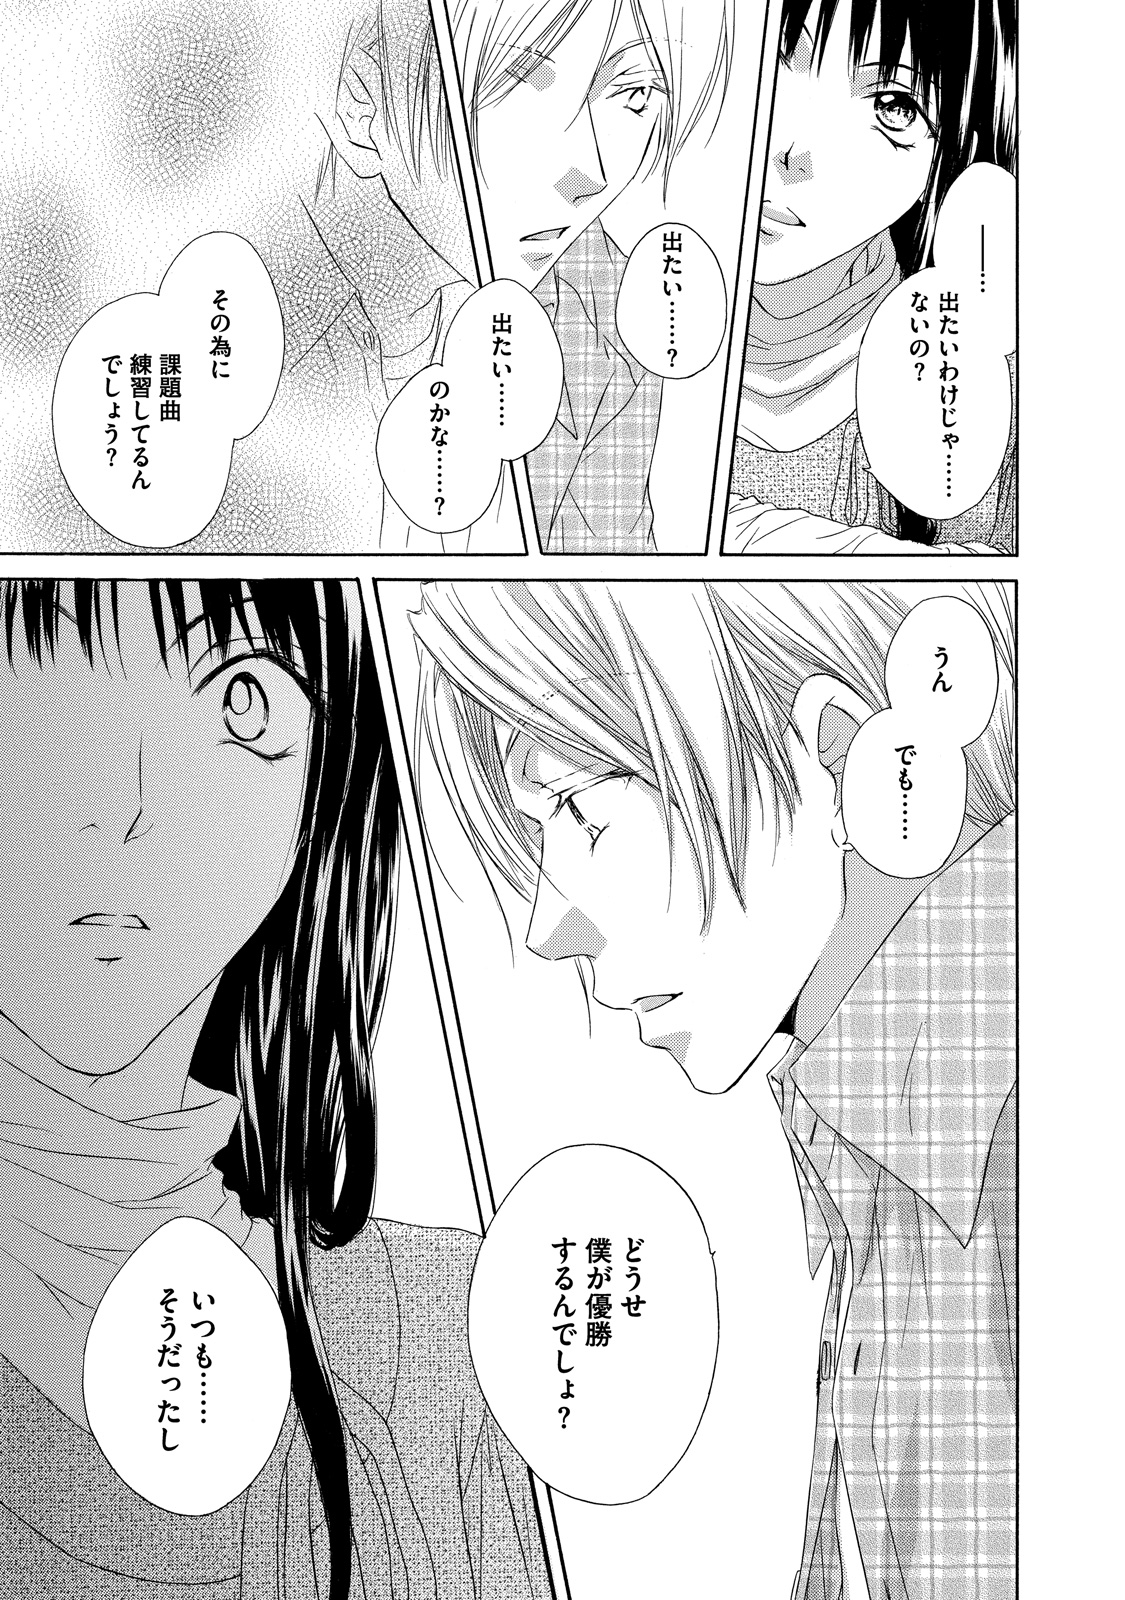 ――…
出たいわけじゃ……
ないの？
出たい……？
出たい……
のかな……？
その為に
課題曲
練習してるん
でしょう？
うん
でも……
どうせ
僕が優勝
するんでしょ？
いつも……
そうだったし